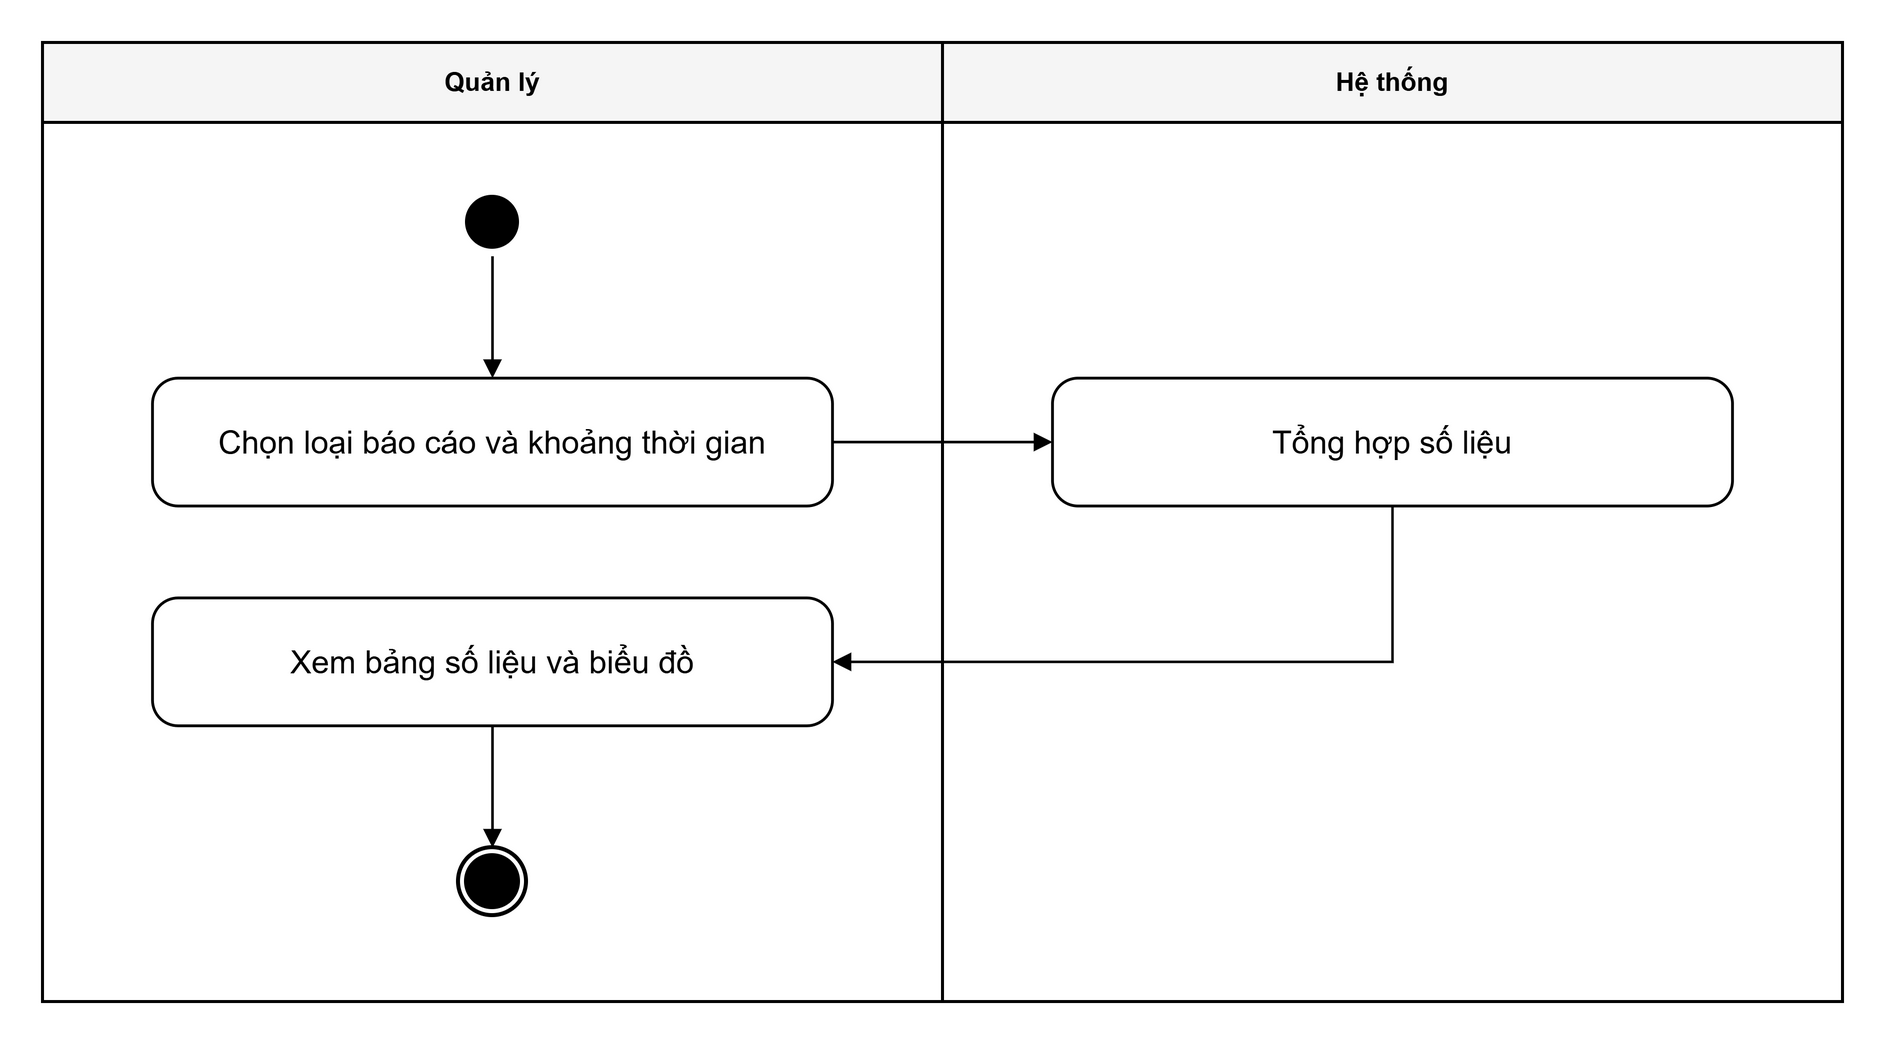 Quản lý
Hệ thống
Chọn loại báo cáo và khoảng thời gian
Tổng hợp số liệu
Xem bảng số liệu và biểu đồ